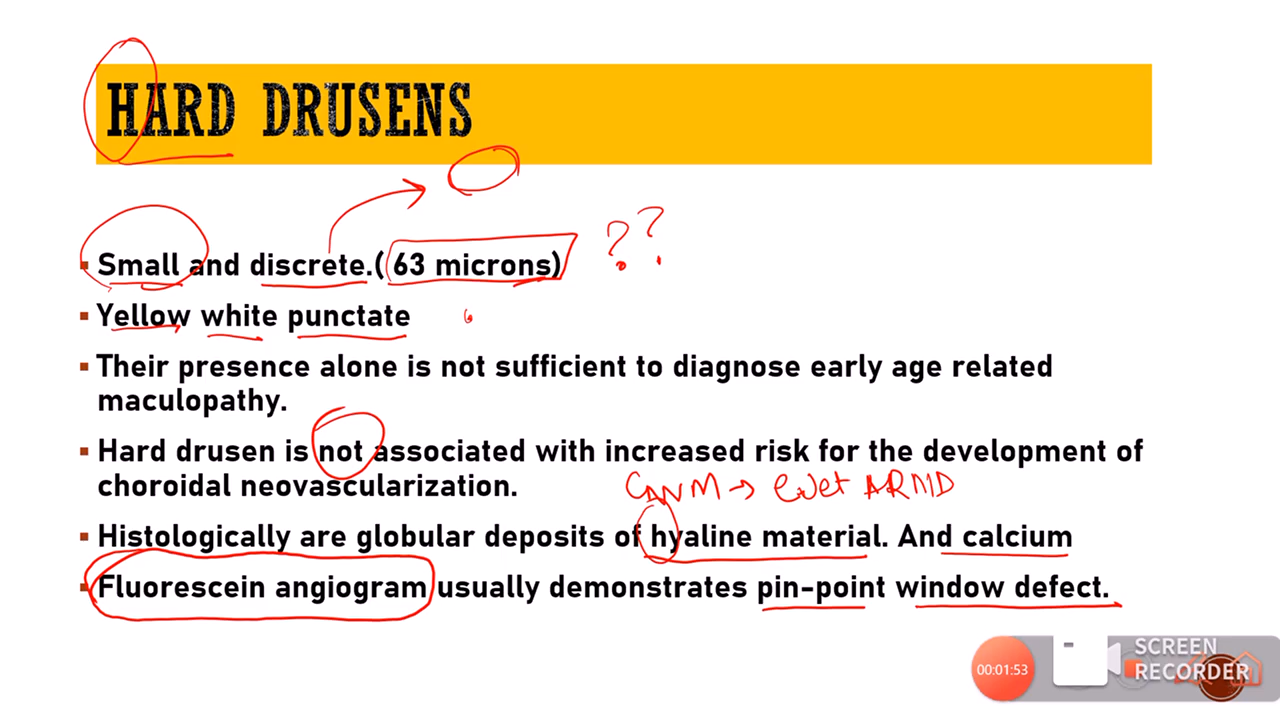 HARD DRUSENS
Small and discrete.( 63 microns) ??
Yellow white punctate
Their presence alone is not sufficient to diagnose early age related
maculopathy.
Hard drusen is not associated with increased risk for the development of
choroidal neovascularization.
CNVM → wet ARMD
Histologically are globular deposits of hyaline material. And calcium
Fluorescein angiogram usually demonstrates pin-point window defect.
00:01:53
SCREEN
RECORDER